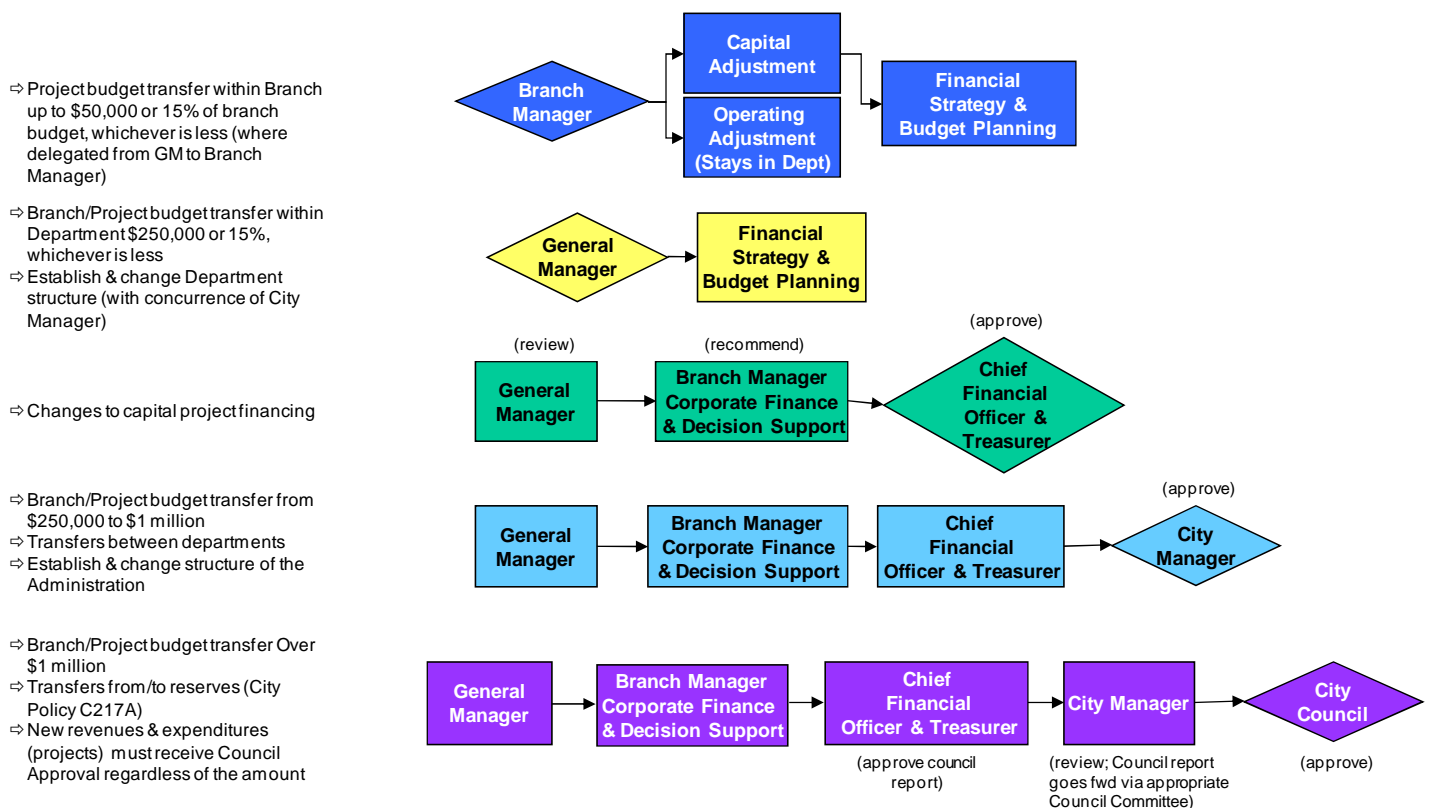 ⇨ Project budget transfer within Branch
up to $50,000 or 15% of branch
budget, whichever is less (where
delegated from GM to Branch
Manager)
Branch
Manager
Capital
Adjustment
Operating
Adjustment
(Stays in Dept)
Financial
Strategy &
Budget Planning
⇨ Branch/Project budget transfer within
Department $250,000 or 15%,
whichever is less
⇨ Establish & change Department
structure (with concurrence of City
Manager)
General
Manager
Financial
Strategy &
Budget Planning
⇨ Changes to capital project financing
(review)
General
Manager
(recommend)
Branch Manager
Corporate Finance
& Decision Support
(approve)
Chief
Financial
Officer &
Treasurer
⇨ Branch/Project budget transfer from
$250,000 to $1 million
⇨ Transfers between departments
⇨ Establish & change structure of the
Administration
General
Manager
Branch Manager
Corporate Finance
& Decision Support
Chief
Financial
Officer & Treasurer
(approve)
City
Manager
⇨ Branch/Project budget transfer Over
$1 million
⇨ Transfers from/to reserves (City
Policy C217A)
⇨ New revenues & expenditures
(projects) must receive Council
Approval regardless of the amount
General
Manager
Branch Manager
Corporate Finance
& Decision Support
Chief
Financial
Officer & Treasurer
(approve council
report)
City Manager
(review; Council report
goes fwd via appropriate
Council Committee)
City
Council
(approve)